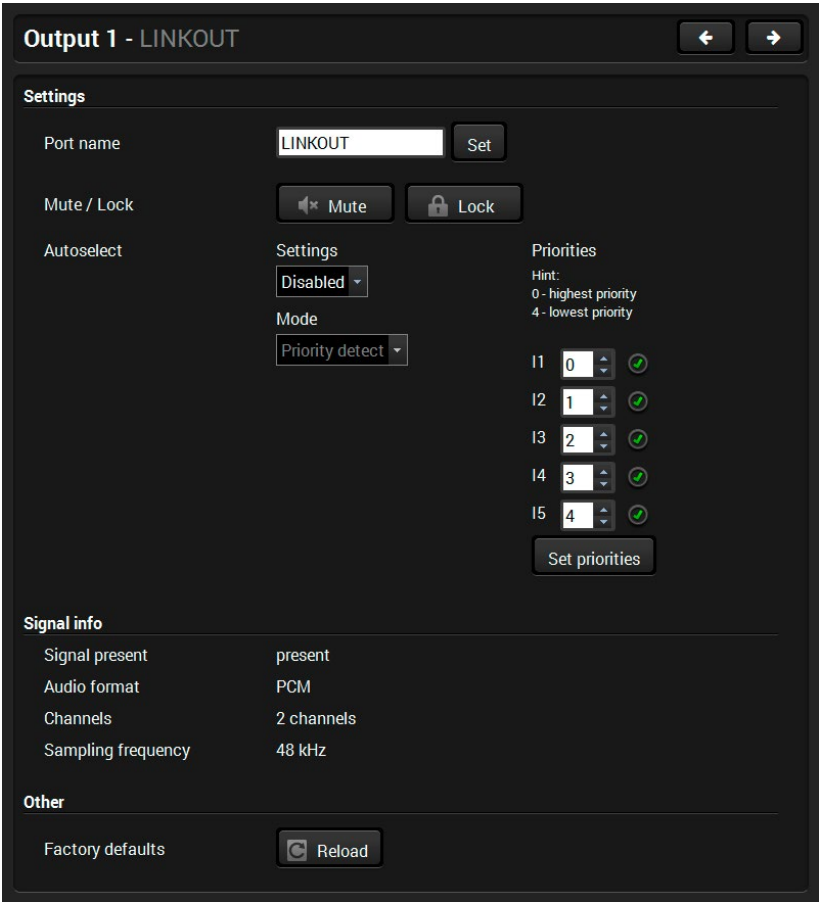 Output 1 - LINKOUT
Settings
Port name LINKOUT Set
Mute / Lock Mute Lock
Autoselect Settings Priorities
Disabled Hint:
0 - highest priority
4 - lowest priority
Mode
Priority detect
I1 0
I2 1
I3 2
I4 3
I5 4
Set priorities
Signal info
Signal present present
Audio format PCM
Channels 2 channels
Sampling frequency 48 kHz
Other
Factory defaults Reload